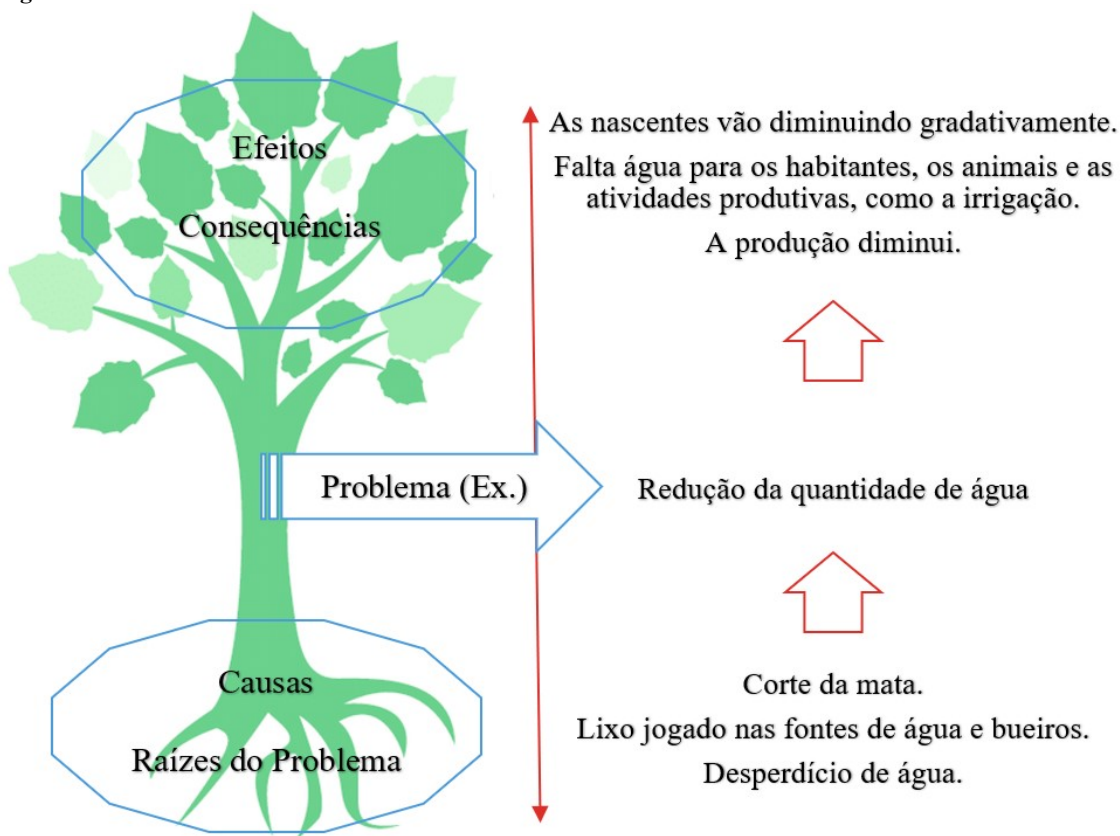 Efeitos
Consequências
As nascentes vão diminuindo gradativamente.
Falta água para os habitantes, os animais e as
atividades produtivas, como a irrigação.
A produção diminui.
Problema (Ex.)
Redução da quantidade de água
Causas
Raízes do Problema
Corte da mata.
Lixo jogado nas fontes de água e bueiros.
Desperdício de água.